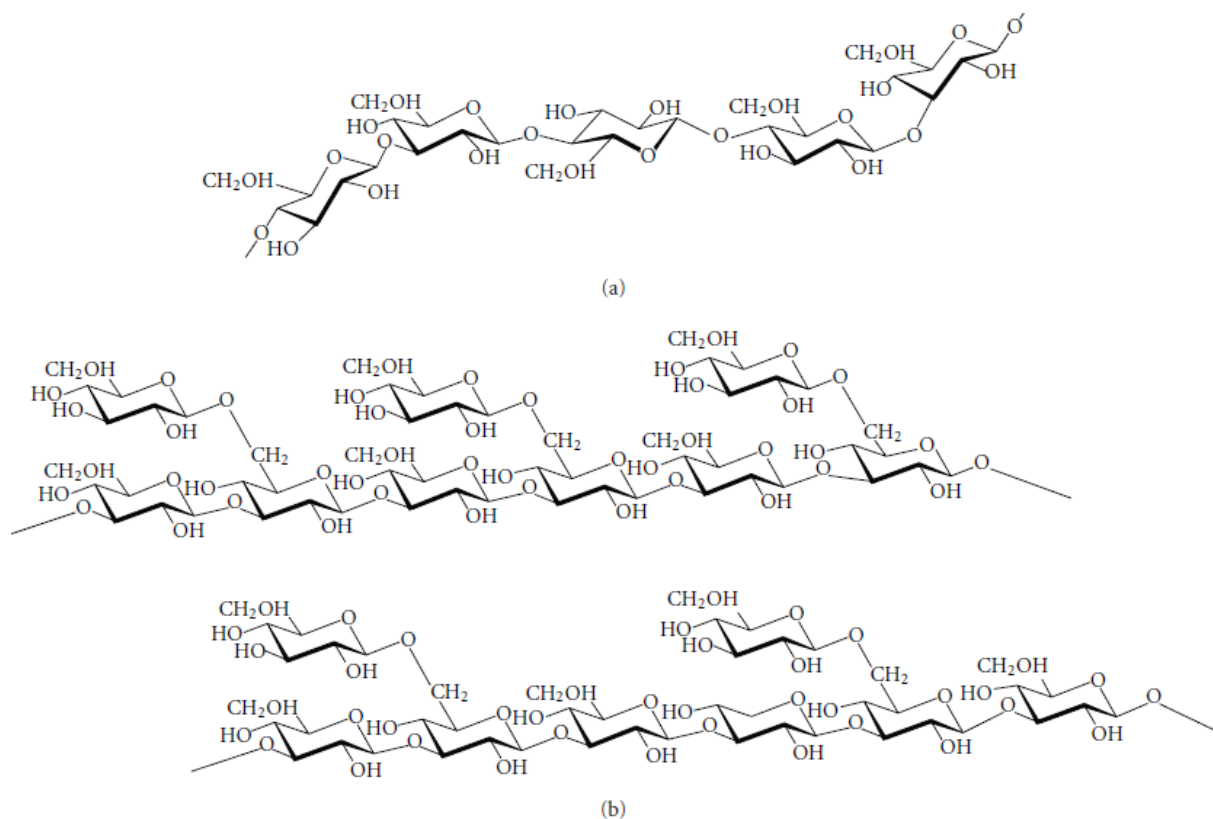 O
O
CH₂OH
OH
HO
CH₂OH O HO OH CH₂OH O
HO O O O
O HO
O OH O OH
CH₂OH CH₂OH
OH
O
HO
(a)
CH₂OH
CH₂OH CH₂OH HO O O
HO O O HO O O HO
HO HO OH
OH OH
CH₂ CH₂OH CH₂OH CH₂
CH₂OH O O O CH₂ O O HO O O
HO HO HO HO HO O
O O O O O OH OH
OH OH OH OH
CH₂OH CH₂OH
HO O O HO O O
HO HO
OH OH
CH₂ CH₂OH CH₂OH CH₂ CH₂OH O O
HO O HO O HO O HO O HO O HO
O O O O O OH
OH OH OH OH OH
(b)